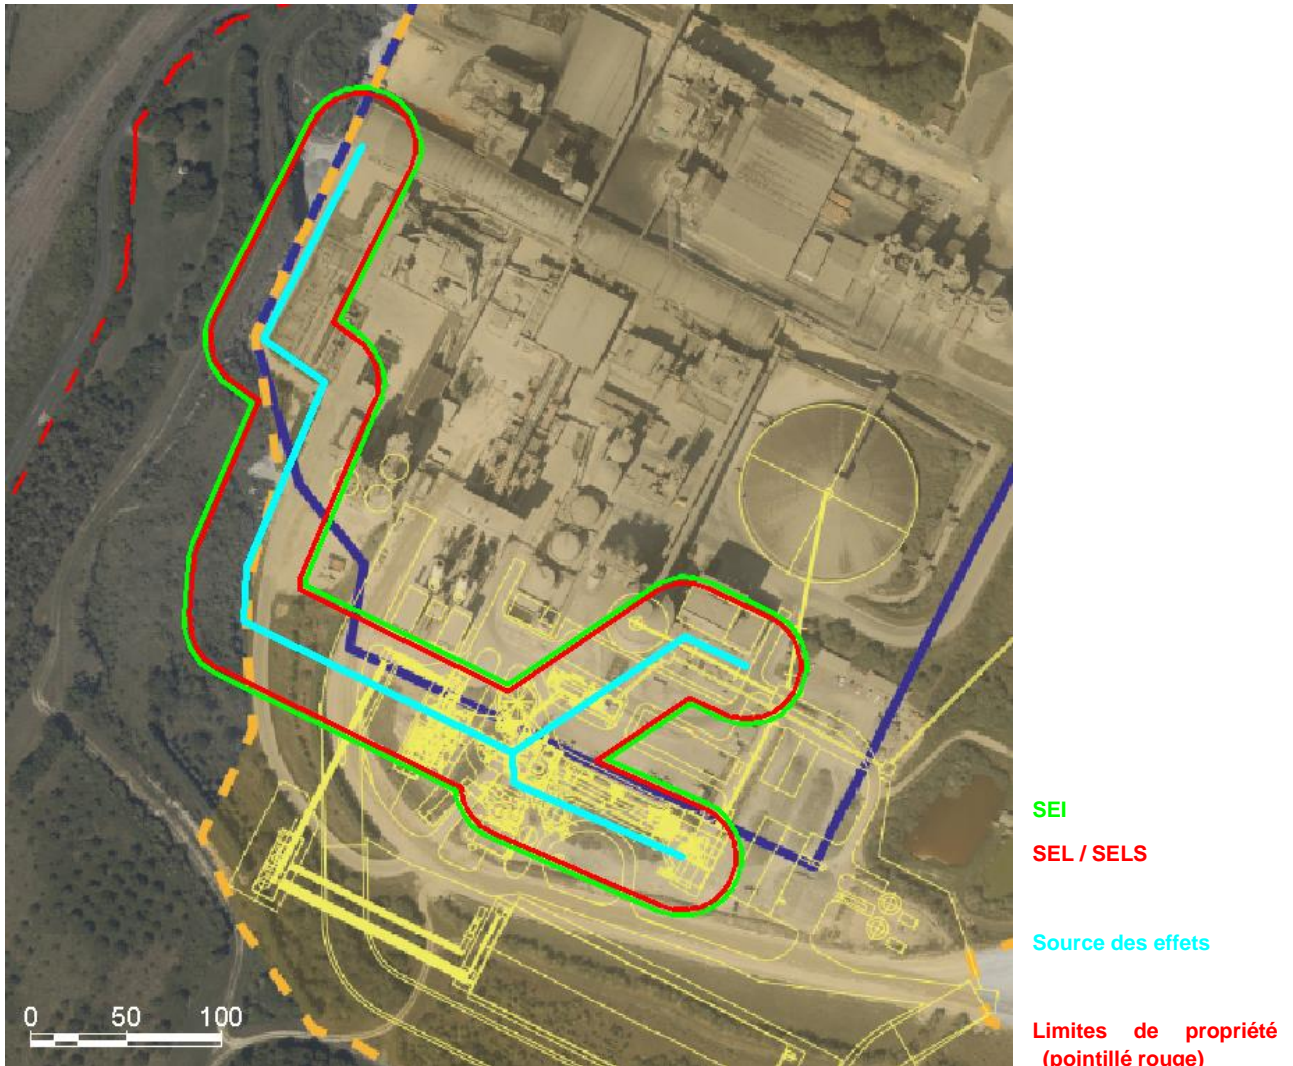 SEI
SEL / SELS
Source des effets
0 50 100
Limites de propriété
(pointillé rouge)